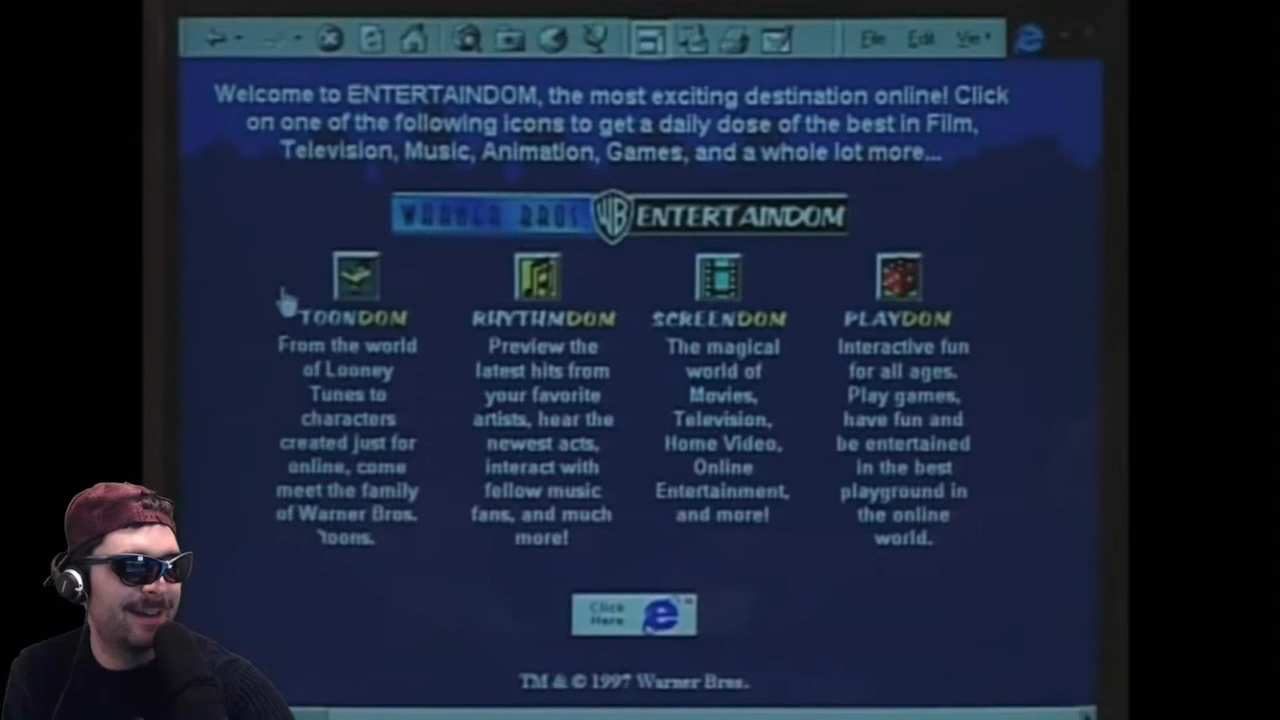 File Edit Vie
Welcome to ENTERTAINDOM, the most exciting destination online! Click
on one of the following icons to get a daily dose of the best in Film,
Television, Music, Animation, Games, and a whole lot more...
WARNER BROS WB ENTERTAINDOM
TOONDOM
From the world
of Looney
Tunes to
characters
created just for
online, come
meet the family
of Warner Bros.
'toons.
RHYTHMDOM
Preview the
latest hits from
your favorite
artists, hear the
newest acts,
interact with
fellow music
fans, and much
more!
SCREENDOM
The magical
world of
Movies,
Television,
Home Video,
Online
Entertainment,
and more!
PLAYDOM
Interactive fun
for all ages.
Play games,
have fun and
be entertained
in the best
playground in
the online
world.
Click
Here
TM & © 1997 Warner Bros.